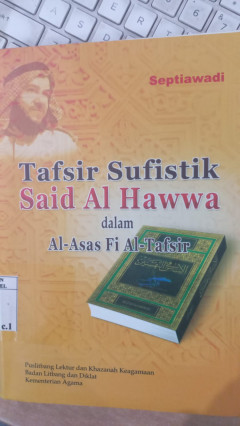 Septiawadi
Tafsir Sufistik
Said Al Hawwa
dalam
Al-Asas Fi Al-Tafsir
Puslitbang Lektur dan Khazanah Keagamaan
Badan Litbang dan Diklat
Kementerian Agama
c.1